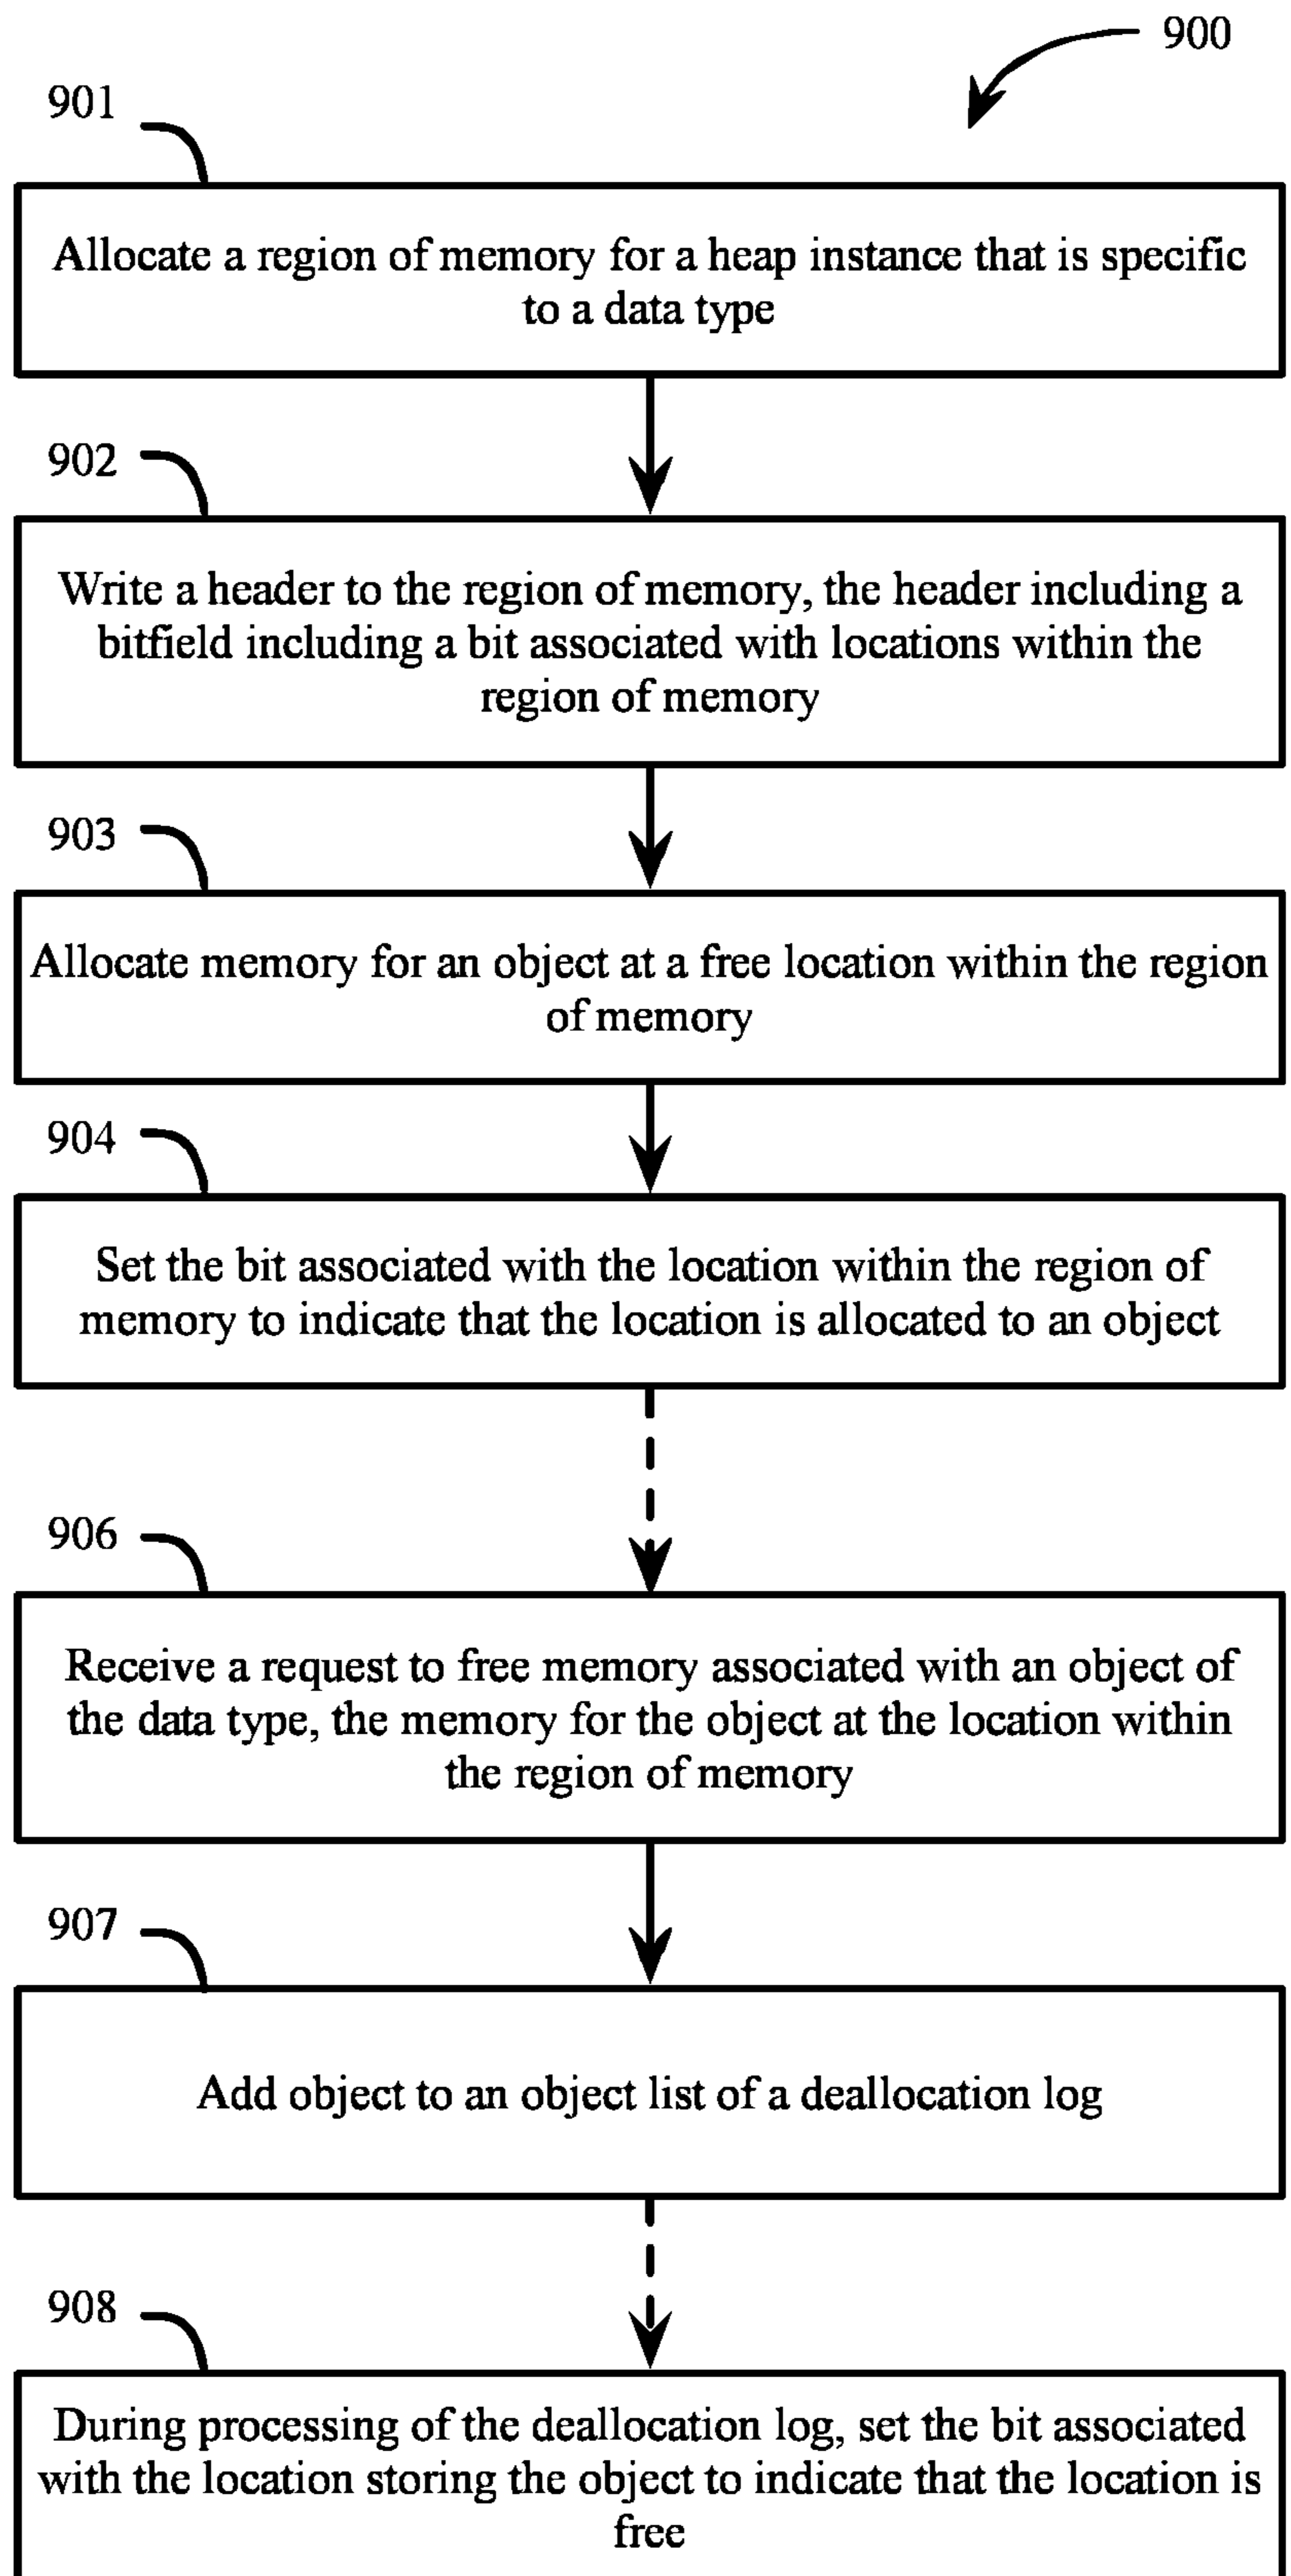 900
901
Allocate a region of memory for a heap instance that is specific
to a data type
902
Write a header to the region of memory, the header including a
bitfield including a bit associated with locations within the
region of memory
903
Allocate memory for an object at a free location within the region
of memory
904
Set the bit associated with the location within the region of
memory to indicate that the location is allocated to an object
906
Receive a request to free memory associated with an object of
the data type, the memory for the object at the location within
the region of memory
907
Add object to an object list of a deallocation log
908
During processing of the deallocation log, set the bit associated
with the location storing the object to indicate that the location is
free